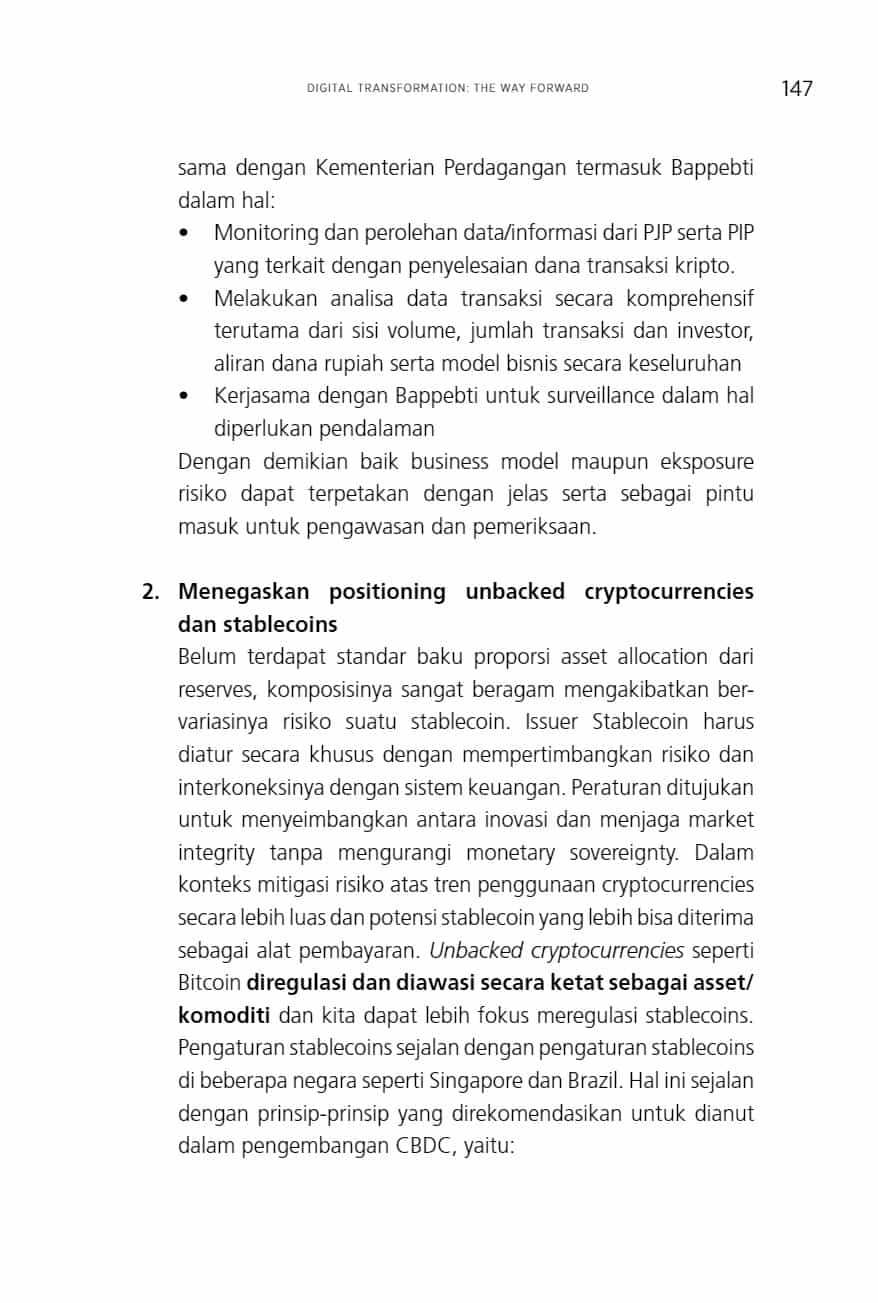 DIGITAL TRANSFORMATION: THE WAY FORWARD
147
sama dengan Kementerian Perdagangan termasuk Bappebti
dalam hal:
• Monitoring dan perolehan data/informasi dari PJP serta PIP
yang terkait dengan penyelesaian dana transaksi kripto.
• Melakukan analisa data transaksi secara komprehensif
terutama dari sisi volume, jumlah transaksi dan investor,
aliran dana rupiah serta model bisnis secara keseluruhan
• Kerjasama dengan Bappebti untuk surveillance dalam hal
diperlukan pendalaman
Dengan demikian baik business model maupun eksposure
risiko dapat terpetakan dengan jelas serta sebagai pintu
masuk untuk pengawasan dan pemeriksaan.
2. Menegaskan positioning unbacked cryptocurrencies
dan stablecoins
Belum terdapat standar baku proporsi asset allocation dari
reserves, komposisinya sangat beragam mengakibatkan ber-
variasinya risiko suatu stablecoin. Issuer Stablecoin harus
diatur secara khusus dengan mempertimbangkan risiko dan
interkoneksinya dengan sistem keuangan. Peraturan ditujukan
untuk menyeimbangkan antara inovasi dan menjaga market
integrity tanpa mengurangi monetary sovereignty. Dalam
konteks mitigasi risiko atas tren penggunaan cryptocurrencies
secara lebih luas dan potensi stablecoin yang lebih bisa diterima
sebagai alat pembayaran. Unbacked cryptocurrencies seperti
Bitcoin diregulasi dan diawasi secara ketat sebagai asset/
komoditi dan kita dapat lebih fokus meregulasi stablecoins.
Pengaturan stablecoins sejalan dengan pengaturan stablecoins
di beberapa negara seperti Singapore dan Brazil. Hal ini sejalan
dengan prinsip-prinsip yang direkomendasikan untuk dianut
dalam pengembangan CBDC, yaitu: